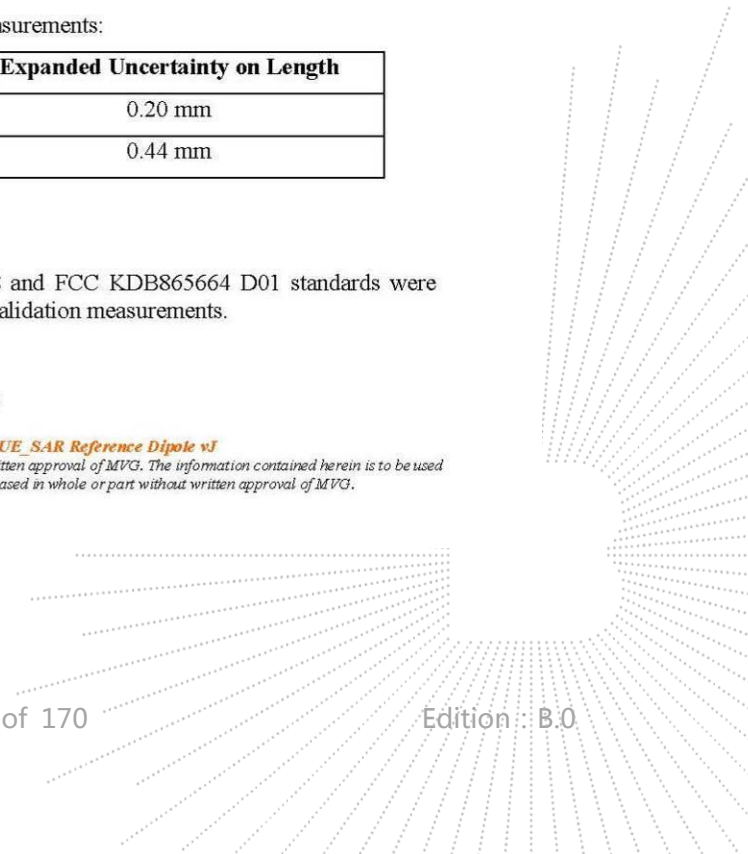 asurements:
Expanded Uncertainty on Length
0.20 mm
0.44 mm
and FCC KDB865664 D01 standards were
alidation measurements.
UE_SAR Reference Dipole vJ
itten approval of MVG. The information contained herein is to be used
ased in whole or part without written approval of MVG.
of 170
Edition : B.0